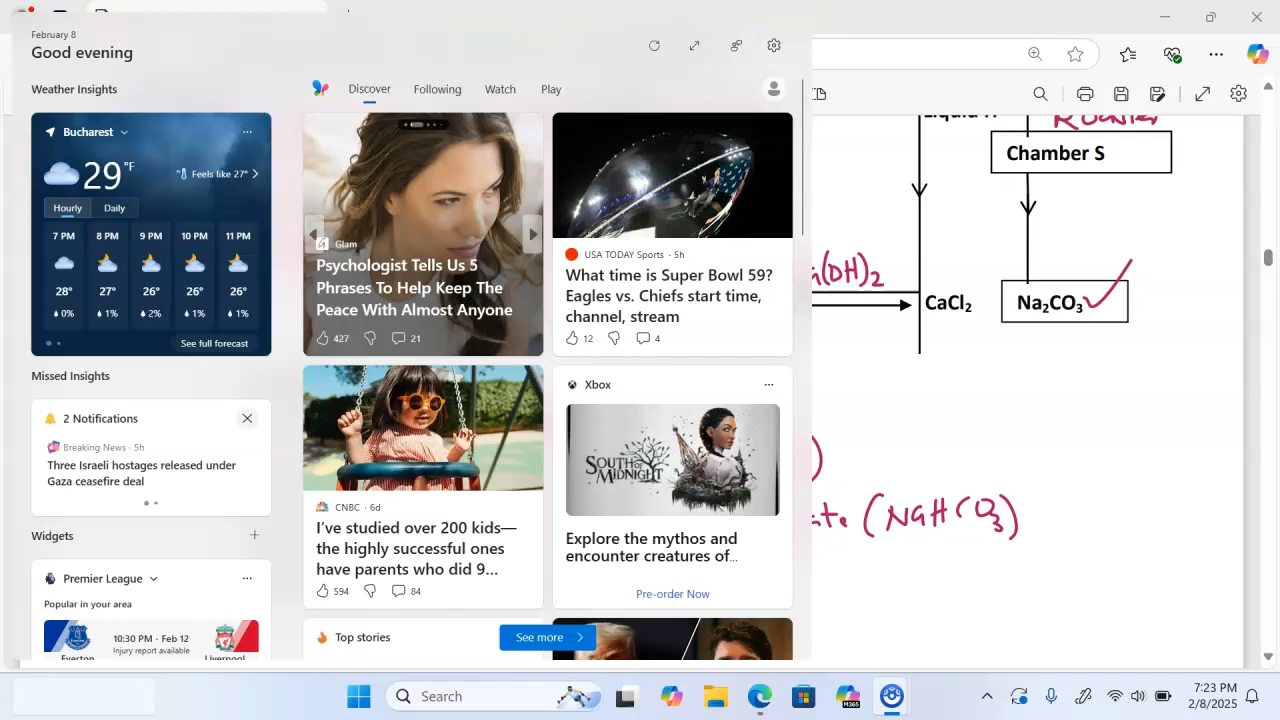 February 8
Good evening
Weather Insights
Discover
Following
Watch
Play
Bucharest
29
°F
Feels like 27°
Hourly
Daily
7 PM
8 PM
9 PM
10 PM
11 PM
28°
26°
26°
26°
26°
0%
1%
2%
1%
1%
See full forecast
Missed Insights
2 Notifications
Breaking News · 5h
Three Israeli hostages released under
Gaza ceasefire deal
Widgets
Premier League
Popular in your area
10:30 PM · Feb 12
Injury report available
Everton
Liverpool
Glam
Psychologist Tells Us 5
Phrases To Help Keep The
Peace With Almost Anyone
427
21
USA TODAY Sports · 5h
What time is Super Bowl 59?
Eagles vs. Chiefs start time,
channel, stream
12
4
CNBC · 6d
I've studied over 200 kids—
the highly successful ones
have parents who did 9...
594
84
Xbox
SOUTH OF MIDNIGHT
Explore the mythos and
encounter creatures of...
Pre-order Now
Top stories
See more
Chamber S
(OH)2
CaCl₂
Na₂CO₃
(NaHCO3)
Search
M365
7:23 PM
2/8/2025